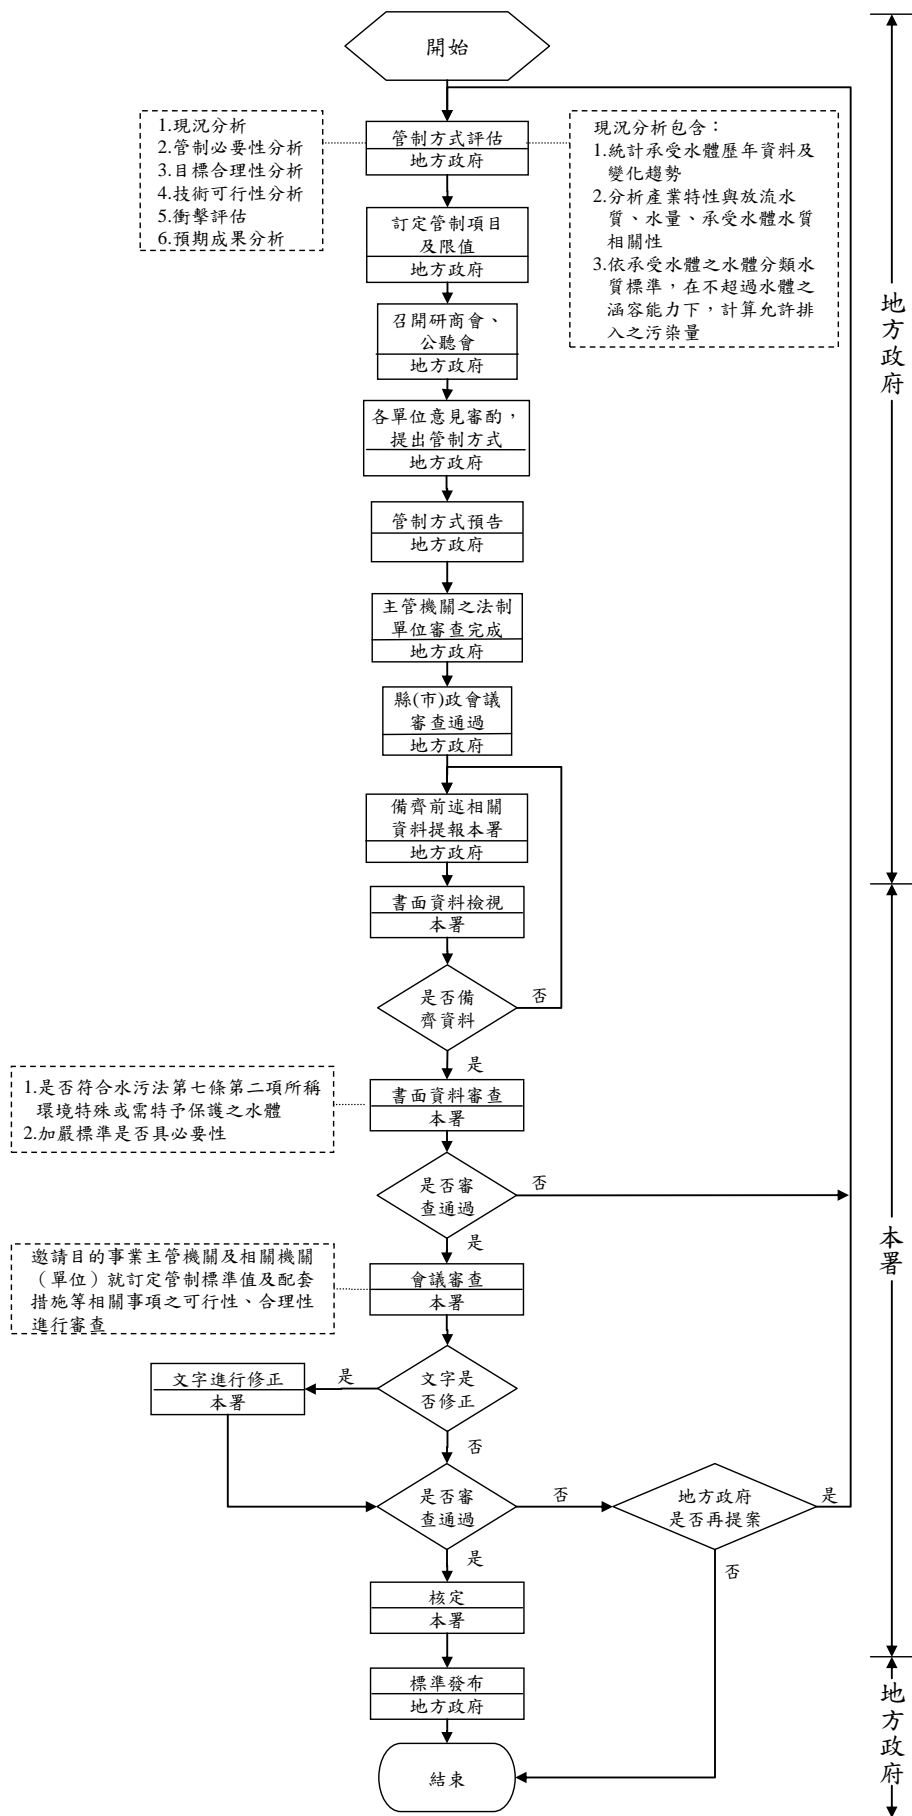 開始
1.現況分析
2.管制必要性分析
3.目標合理性分析
4.技術可行性分析
5.衝擊評估
6.預期成果分析
管制方式評估
地方政府
現況分析包含：
1.統計承受水體歷年資料及
變化趨勢
2.分析產業特性與放流水
質、水量、承受水體水質
相關性
3.依承受水體之水體分類水
質標準，在不超過水體之
涵容能力下，計算允許排
入之污染量
訂定管制項目
及限值
地方政府
召開研商會、
公聽會
地方政府
各單位意見審酌，
提出管制方式
地方政府
管制方式預告
地方政府
主管機關之法制
單位審查完成
地方政府
縣(市)政會議
審查通過
地方政府
備齊前述相關
資料提報本署
地方政府
地方政府
書面資料檢視
本署
是否備
齊資料
否
是
1.是否符合水污法第七條第二項所稱
環境特殊或需特予保護之水體
2.加嚴標準是否具必要性
書面資料審查
本署
是否審
查通過
否
是
邀請目的事業主管機關及相關機關
（單位）就訂定管制標準值及配套
措施等相關事項之可行性、合理性
進行審查
會議審查
本署
文字是
否修正
是
文字進行修正
本署
否
是否審
查通過
否
地方政府
是否再提案
是
是
否
核定
本署
本署
標準發布
地方政府
結束
地方政府